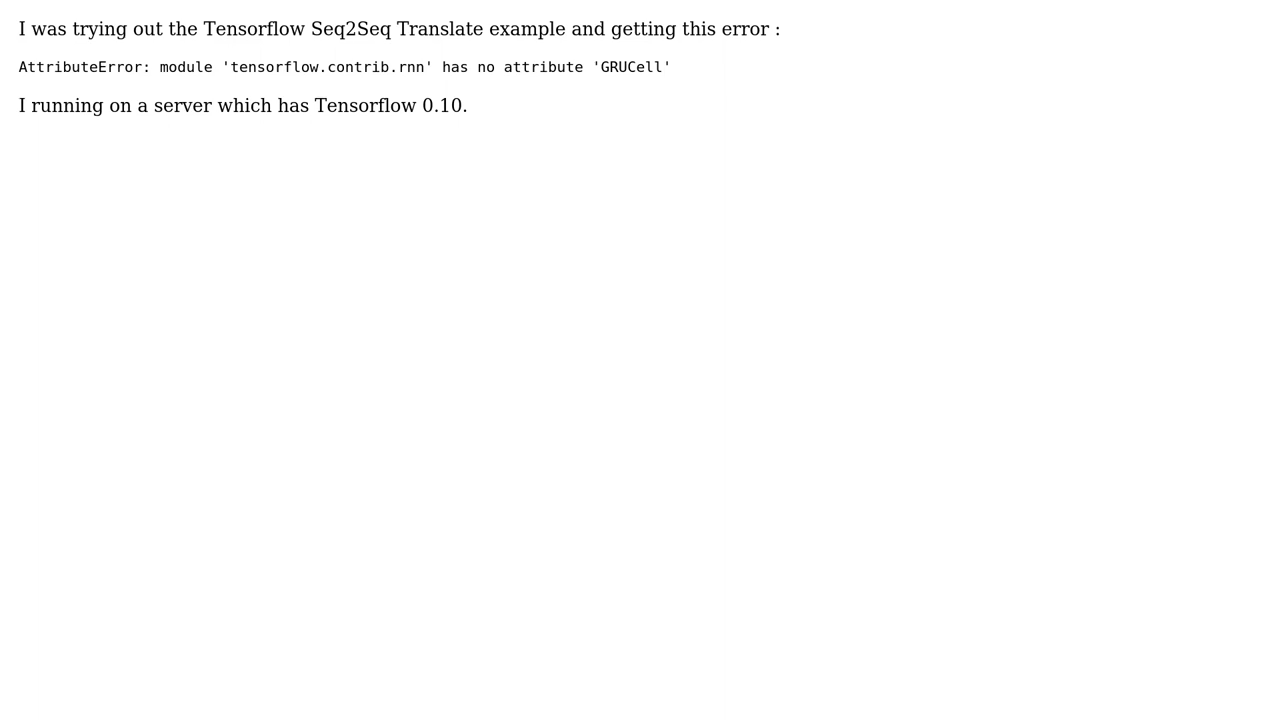 I was trying out the Tensorflow Seq2Seq Translate example and getting this error :
AttributeError: module 'tensorflow.contrib.rnn' has no attribute 'GRUCell'
I running on a server which has Tensorflow 0.10.